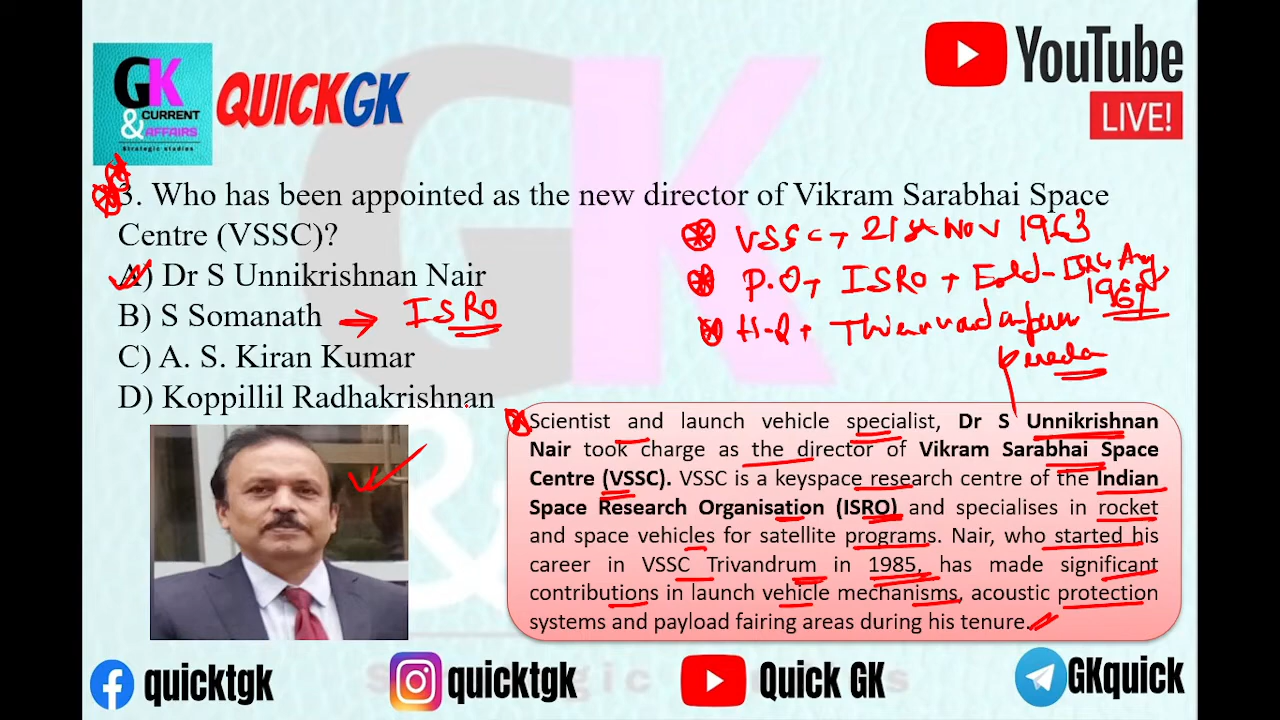 GK
CURRENT
& AFFAIRS
Strategic studies
QUICKGK
YouTube
LIVE!
3. Who has been appointed as the new director of Vikram Sarabhai Space
Centre (VSSC)?
A) Dr S Unnikrishnan Nair
B) S Somanath → ISRO
C) A. S. Kiran Kumar
D) Koppillil Radhakrishnan
VSSC → 21st Nov 1963
P.O → ISRO → ISRO Aug
1969
H.Q →
Scientist and launch vehicle specialist, Dr S Unnikrishnan
Nair took charge as the director of Vikram Sarabhai Space
Centre (VSSC). VSSC is a keyspace research centre of the Indian
Space Research Organisation (ISRO) and specialises in rocket
and space vehicles for satellite programs. Nair, who started his
career in VSSC Trivandrum in 1985, has made significant
contributions in launch vehicle mechanisms, acoustic protection
systems and payload fairing areas during his tenure.
quicktgk
quicktgk
Quick GK
GKquick